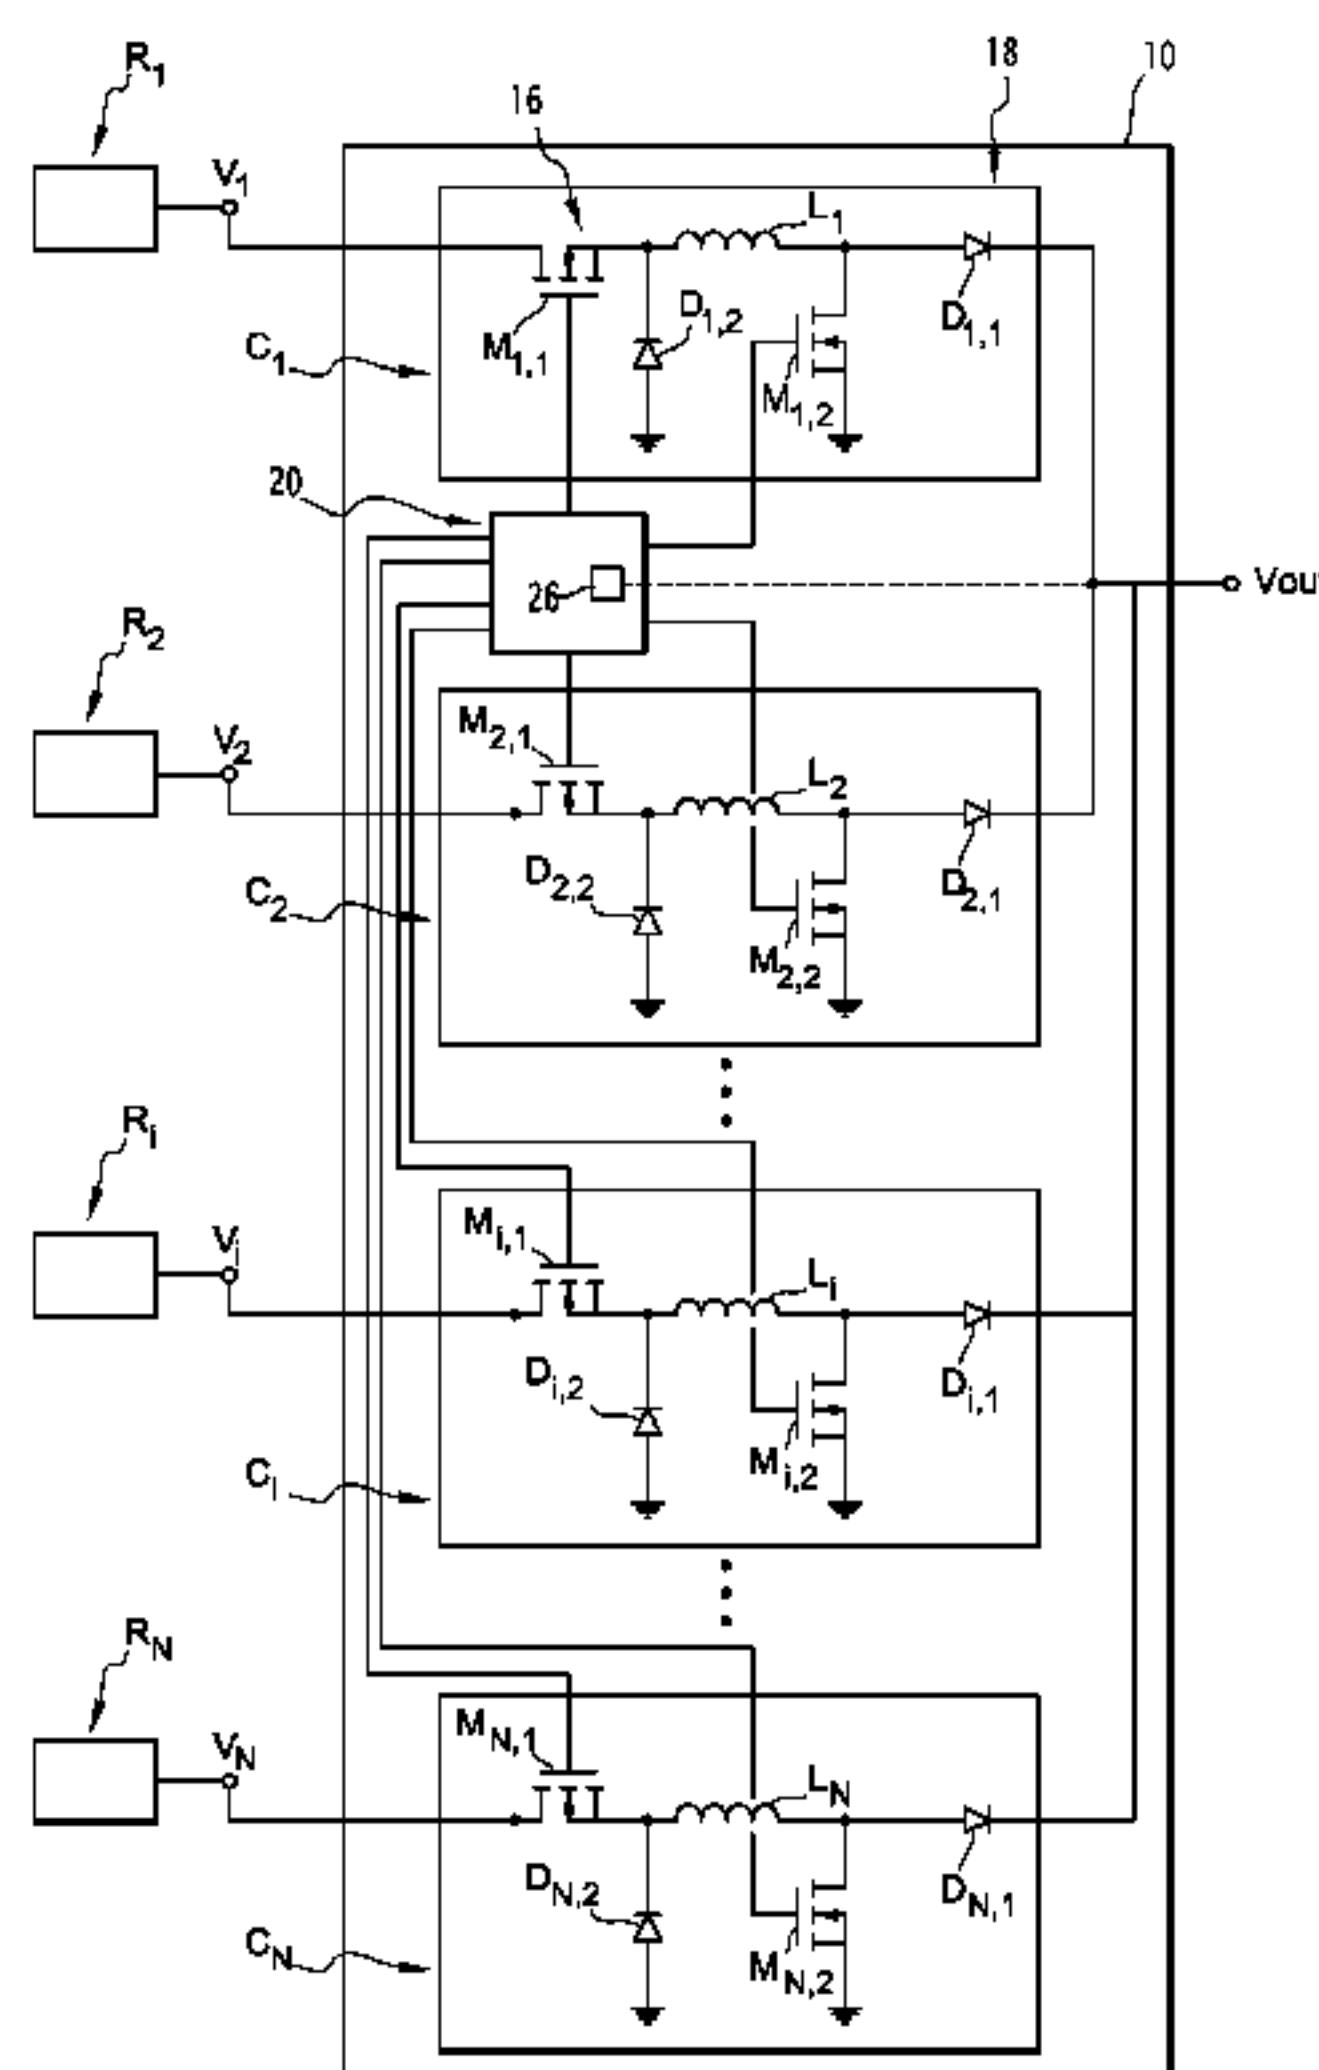 R1
16
18
10
V1
L1
D1,2
D1,1
C1
M1,1
M1,2
20
26
Vou
R2
M2,1
V2
L2
D2,2
D2,1
C2
M2,2
Ri
Mi,1
Vi
Li
Di,2
Di,1
Ci
Mi,2
RN
MN,1
VN
LN
DN,2
DN,1
CN
MN,2